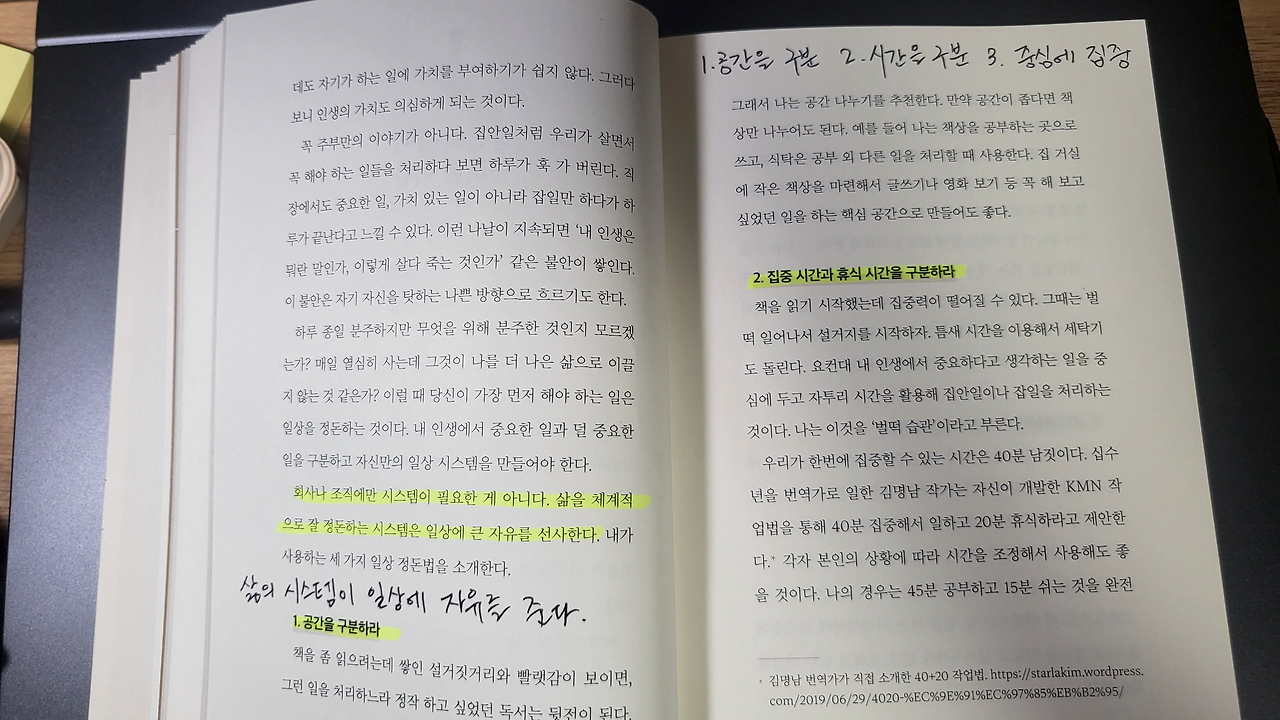 데도 자기가 하는 일에 가치를 부여하기가 쉽지 않다. 그러다
보니 인생의 가치도 의심하게 되는 것이다.
꼭 주부만의 이야기가 아니다. 집안일처럼 우리가 살면서
꼭 해야 하는 일들을 처리하다 보면 하루가 훅 가 버린다. 직
장에서도 중요한 일, 가치 있는 일이 아니라 잡일만 하다가 하
루가 끝난다고 느낄 수 있다. 이런 나날이 지속되면 ‘내 인생은
뭐란 말인가, 이렇게 살다 죽는 것인가’ 같은 불안이 쌓인다.
이 불안은 자기 자신을 탓하는 나쁜 방향으로 흐르기도 한다.
하루 종일 분주하지만 무엇을 위해 분주한 것인지 모르겠
는가? 매일 열심히 사는데 그것이 나를 더 나은 삶으로 이끌
지 않는 것 같은가? 이럴 때 당신이 가장 먼저 해야 하는 일은
일상을 정돈하는 것이다. 내 인생에서 중요한 일과 덜 중요한
일을 구분하고 자신만의 일상 시스템을 만들어야 한다.
회사나 조직에만 시스템이 필요한 게 아니다. 삶을 체계적
으로 잘 정돈하는 시스템은 일상에 큰 자유를 선사한다. 내가
사용하는 세 가지 일상 정돈법을 소개한다.
삶의 시스템이 일상에 자유를 준다.
1. 공간을 구분하라
책을 좀 읽으려는데 쌓인 설거짓거리와 빨랫감이 보이면,
그런 일을 처리하느라 정작 하고 싶었던 독서는 뒷전이 된다.
1. 공간을 구분 2. 시간을 구분 3. 중심에 집중
그래서 나는 공간 나누기를 추천한다. 만약 공간이 좁다면 책
상만 나누어도 된다. 예를 들어 나는 책상을 공부하는 곳으로
쓰고, 식탁은 공부 외 다른 일을 처리할 때 사용한다. 집 거실
에 작은 책상을 마련해서 글쓰기나 영화 보기 등 꼭 해 보고
싶었던 일을 하는 핵심 공간으로 만들어도 좋다.
2. 집중 시간과 휴식 시간을 구분하라
책을 읽기 시작했는데 집중력이 떨어질 수 있다. 그때는 벌
떡 일어나서 설거지를 시작하자. 틈새 시간을 이용해서 세탁기
도 돌린다. 요컨대 내 인생에서 중요하다고 생각하는 일을 중
심에 두고 자투리 시간을 활용해 집안일이나 잡일을 처리하는
것이다. 나는 이것을 ‘벌떡 습관’이라고 부른다.
우리가 한번에 집중할 수 있는 시간은 40분 남짓이다. 십수
년을 번역가로 일한 김명남 작가는 자신이 개발한 KMN 작
업법을 통해 40분 집중해서 일하고 20분 휴식하라고 제안한
다.* 각자 본인의 상황에 따라 시간을 조정해서 사용해도 좋
을 것이다. 나의 경우는 45분 공부하고 15분 쉬는 것을 완전
* 김명남 번역가가 직접 소개한 40+20 작업법. https://starlakim.wordpress.
com/2019/06/29/4020-%EC%9E%91%EC%97%85%EB%B2%95/